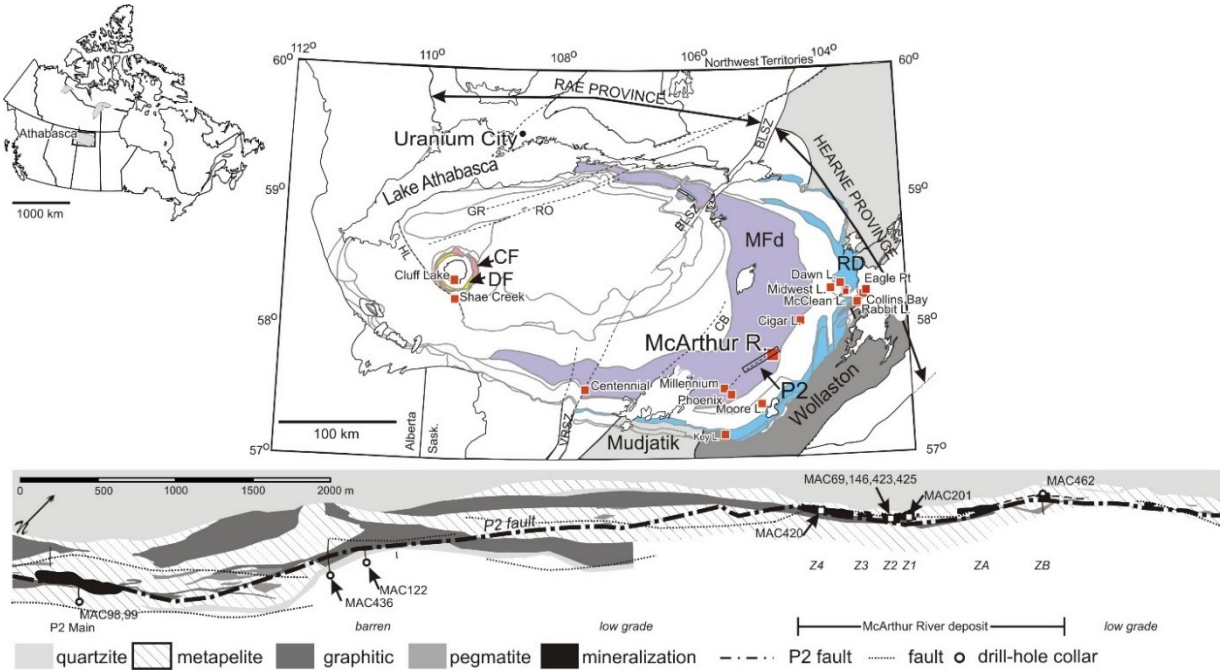 Athabasca
1000 km
112°
110°
108°
106°
104°
60°
60°
Northwest Territories
RAE PROVINCE
Uranium City
BLSZ
HEARNE PROVINCE
Lake Athabasca
59°
59°
GR
RO
BLSZ
HL
MFd
CF
DF
Cluff Lake
Shae Creek
RD
Dawn L.
Eagle Pt
Midwest L.
McClean L.
Collins Bay
Rabbit L.
58°
58°
CB
Cigar L.
McArthur R.
P2
Centennial
Millennium
Phoenix
Moore L.
Key L.
Wollaston
Mudjatik
VRSZ
100 km
Alberta
Sask.
57°
57°
0 500 1000 1500 2000 m
N
P2 fault
MAC69,146,423,425
MAC201
MAC462
MAC420
Z4 Z3 Z2 Z1 ZA ZB
MAC122
MAC436
MAC98,99
P2 Main
barren
low grade
McArthur River deposit
low grade
quartzite metapelite graphitic pegmatite mineralization P2 fault fault drill-hole collar